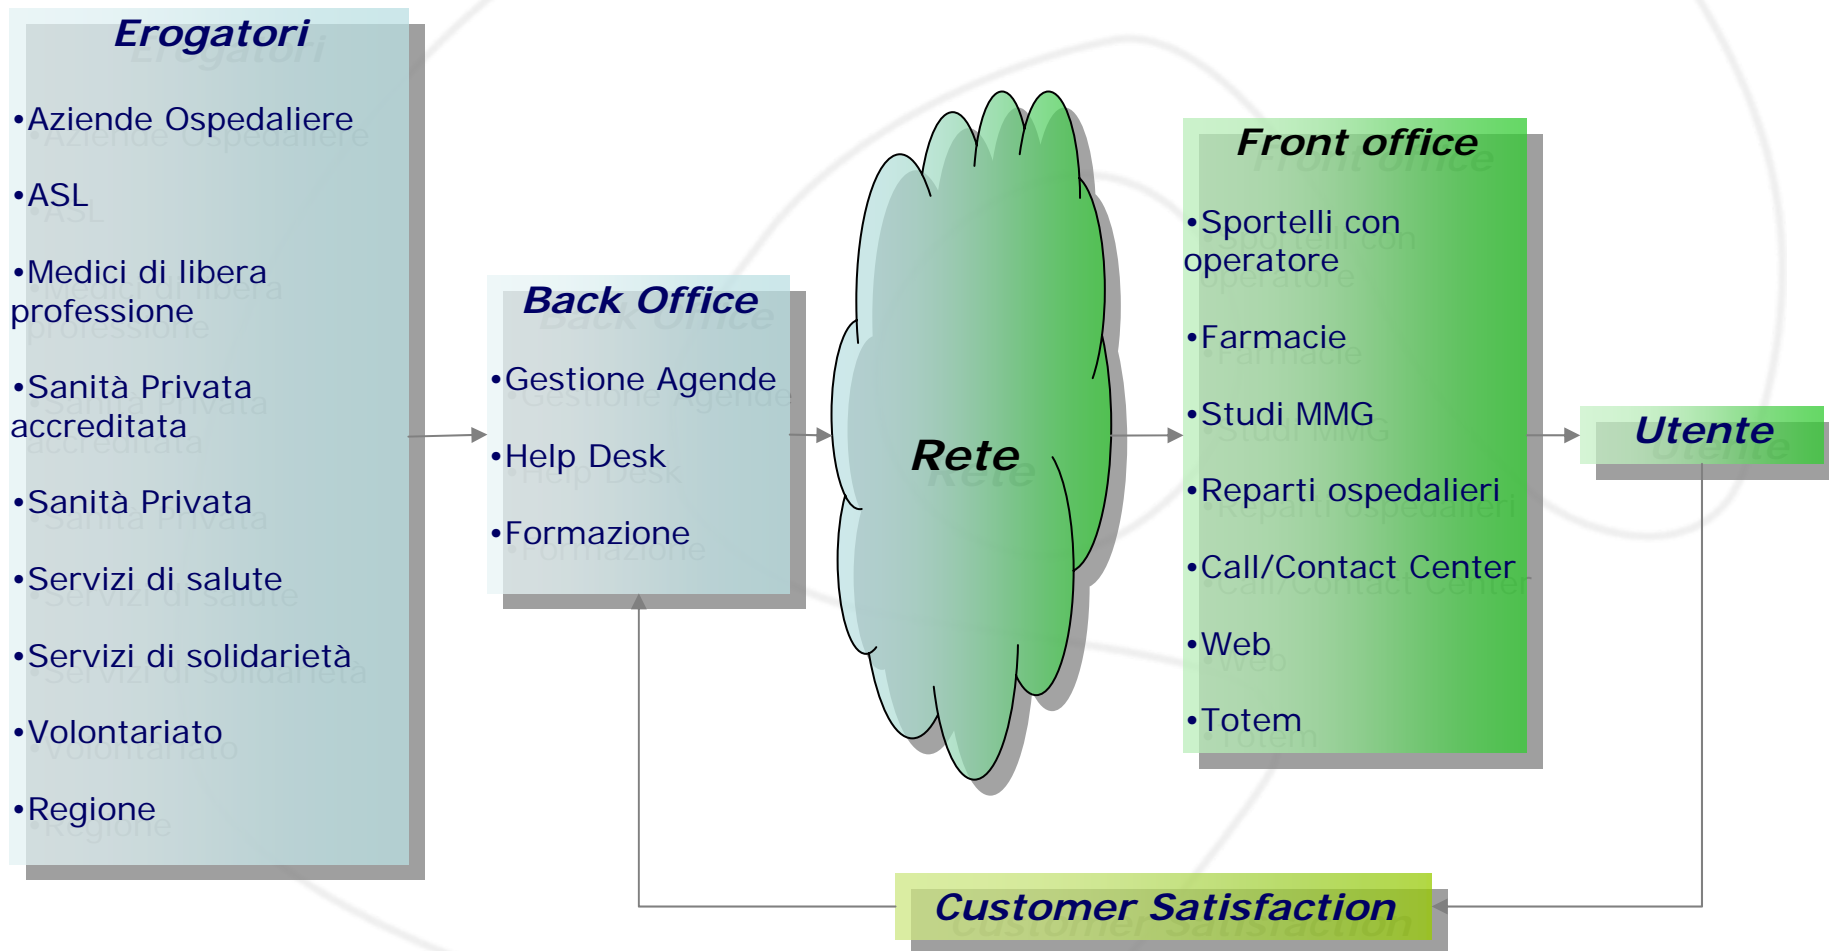 Erogatori
•Aziende Ospedaliere
•ASL
•Medici di libera
professione
•Sanità Privata
accreditata
•Sanità Privata
•Servizi di salute
•Servizi di solidarietà
•Volontariato
•Regione
Back Office
•Gestione Agende
•Help Desk
•Formazione
Rete
Front office
•Sportelli con
operatore
•Farmacie
•Studi MMG
•Reparti ospedalieri
•Call/Contact Center
•Web
•Totem
Utente
Customer Satisfaction